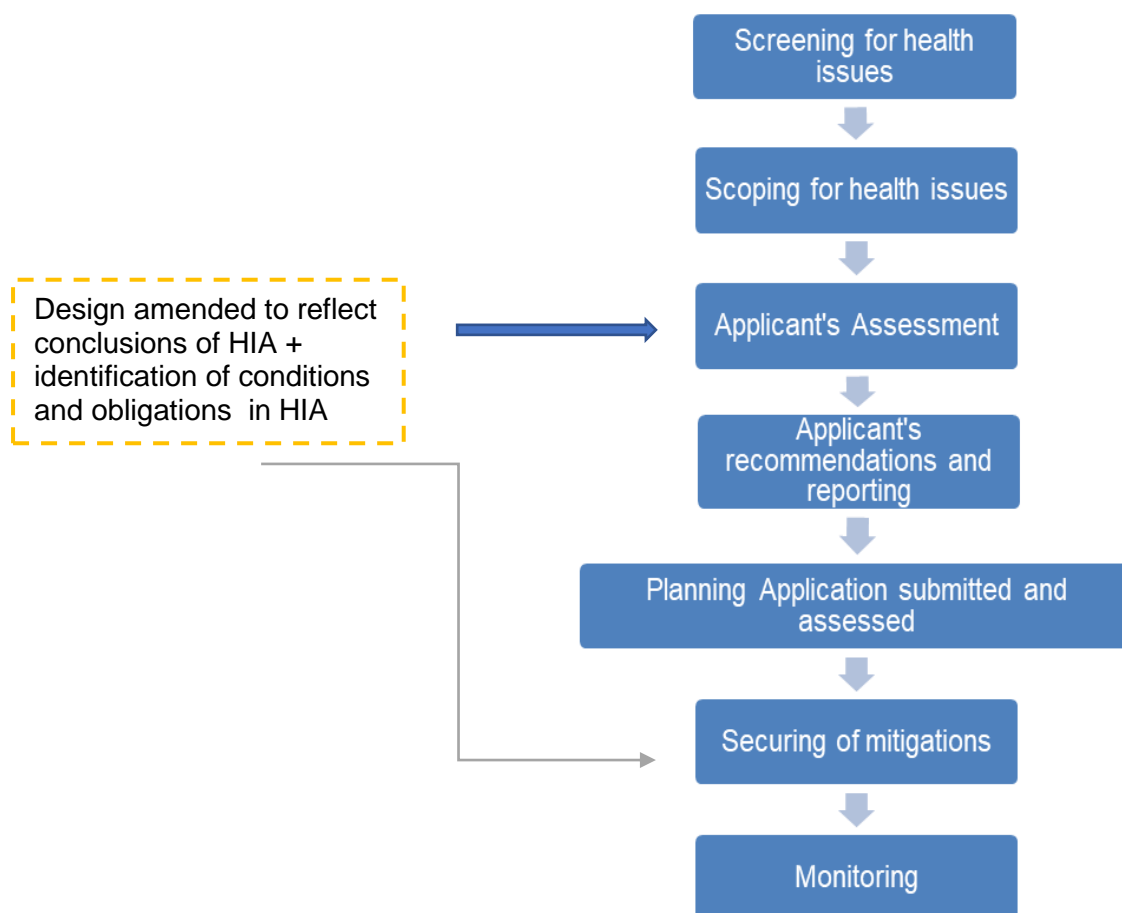 Screening for health
issues
Scoping for health issues
Design amended to reflect
conclusions of HIA +
identification of conditions
and obligations in HIA
Applicant's Assessment
Applicant's
recommendations and
reporting
Planning Application submitted and
assessed
Securing of mitigations
Monitoring